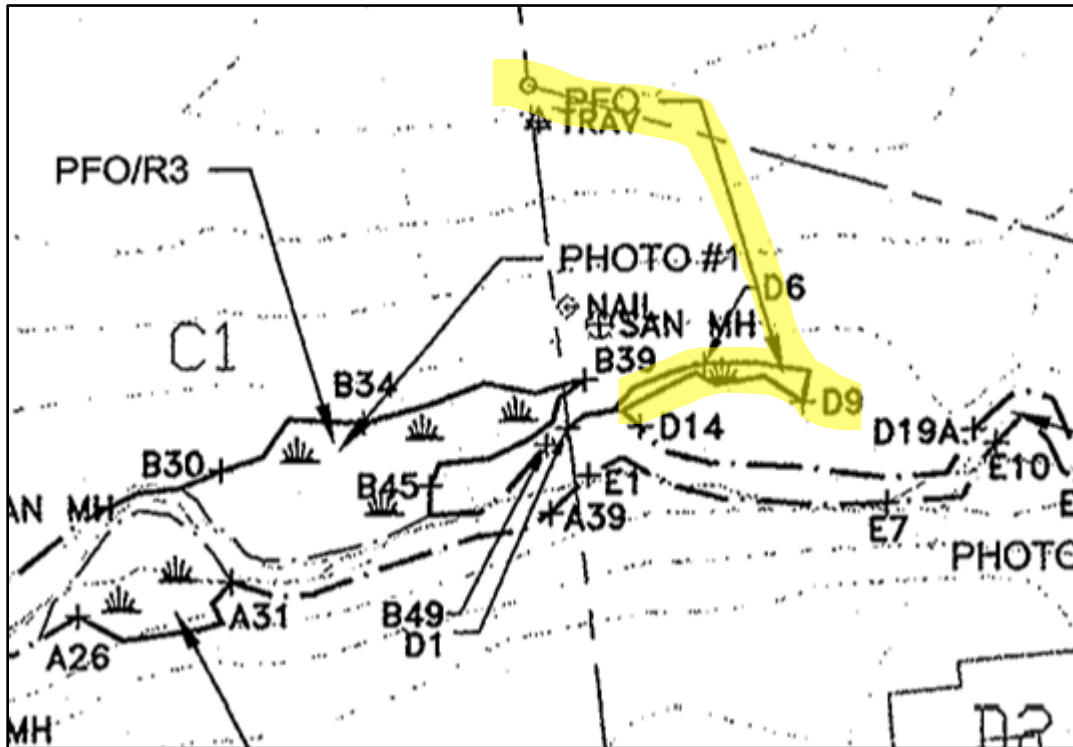 PFO
TRAV
PFO/R3
PHOTO #1
D6
NAIL
SAN MH
C1
B39
B34
D9
D14
D19A
B30
E10
B45
E1
AN MH
A39
E7
E
PHOTO
B49
A31
D1
A26
MH